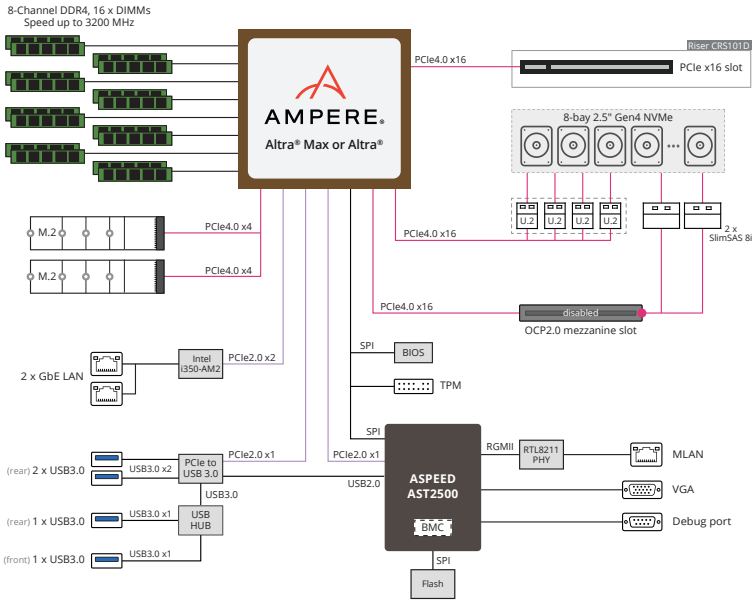 8-Channel DDR4, 16 x DIMMs
Speed up to 3200 MHz
AMPERE®
Altra® Max or Altra®
PCIe4.0 x16
Riser CRS101D
PCIe x16 slot
8-bay 2.5" Gen4 NVMe
U.2
U.2
U.2
U.2
2 x
SlimSAS 8i
PCIe4.0 x16
M.2
PCIe4.0 x4
M.2
PCIe4.0 x4
PCIe4.0 x16
disabled
OCP2.0 mezzanine slot
2 x GbE LAN
Intel
i350-AM2
PCIe2.0 x2
SPI
BIOS
TPM
SPI
(rear) 2 x USB3.0
USB3.0 x2
PCIe to
USB 3.0
PCIe2.0 x1
PCIe2.0 x1
USB2.0
USB3.0
(rear) 1 x USB3.0
USB3.0 x1
USB
HUB
(front) 1 x USB3.0
USB3.0 x1
ASPEED
AST2500
BMC
RGMII
RTL8211
PHY
MLAN
VGA
Debug port
SPI
Flash